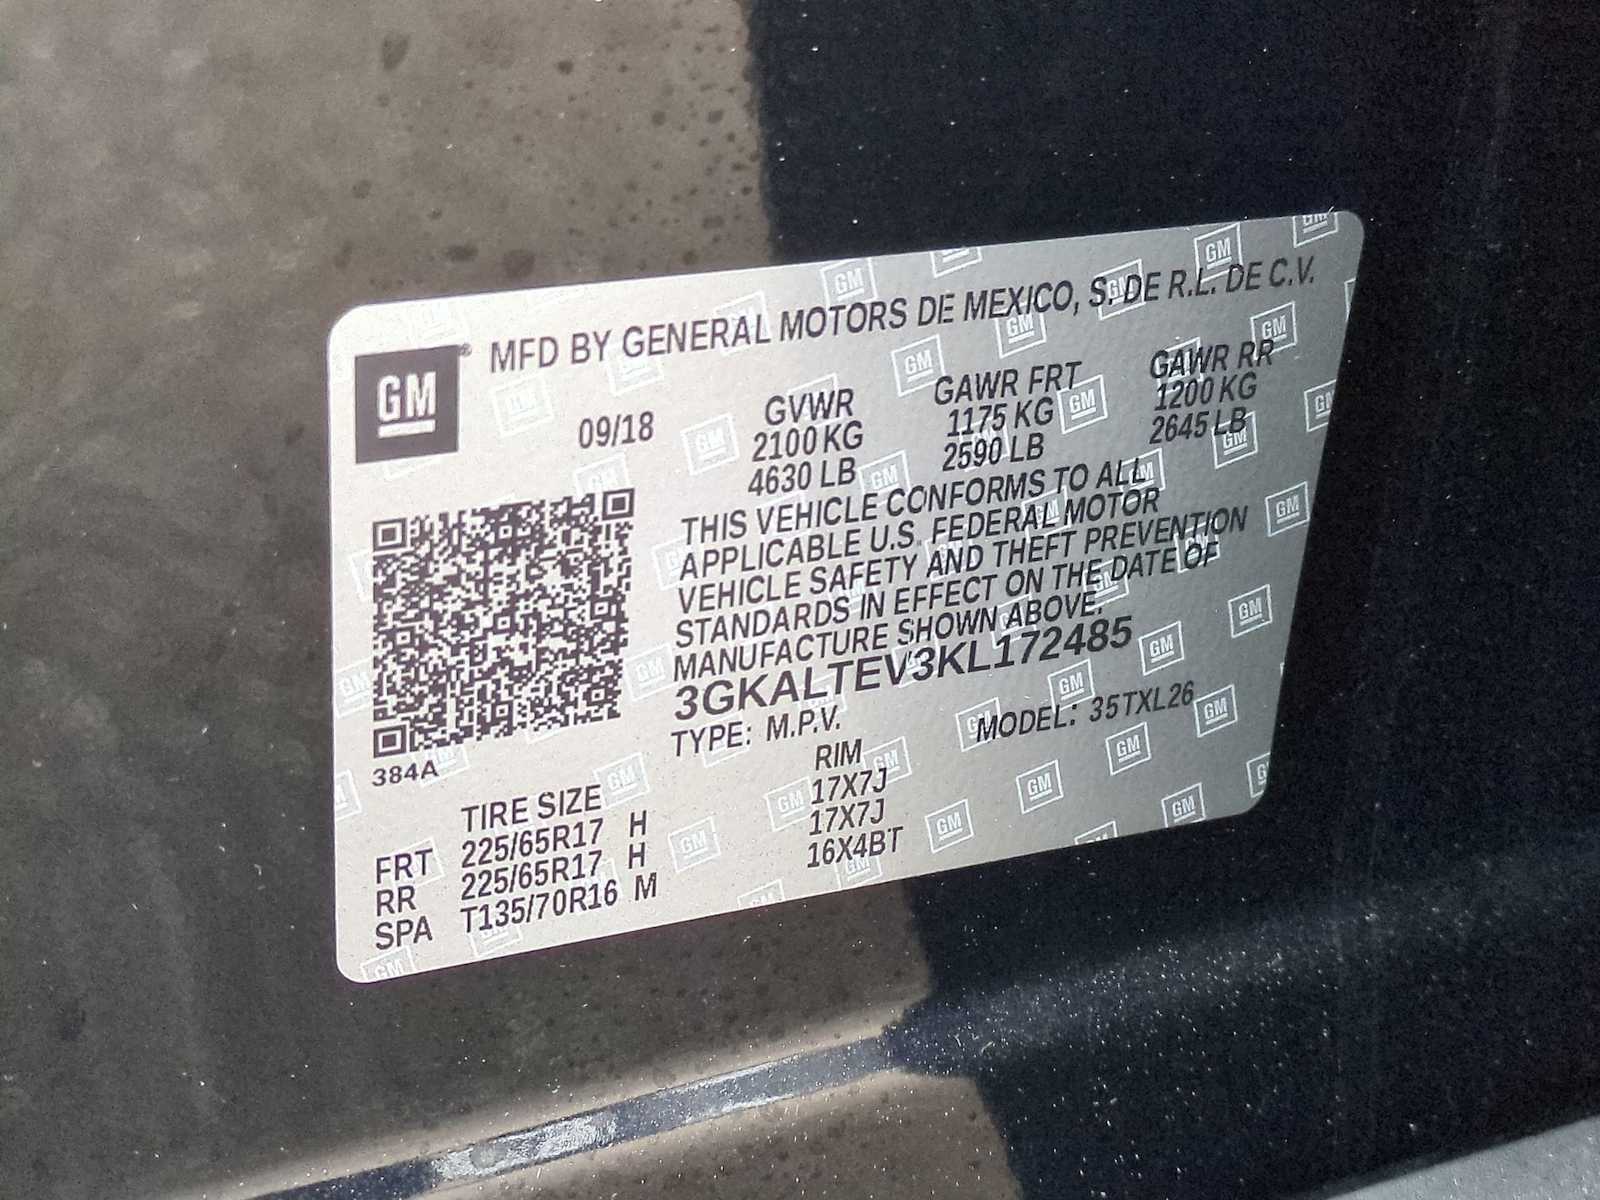 GM® MFD BY GENERAL MOTORS DE MEXICO, S. DE R.L. DE C.V.
09/18
GVWR
2100 KG
4630 LB
GAWR FRT
1175 KG
2590 LB
GAWR RR
1200 KG
2645 LB
THIS VEHICLE CONFORMS TO ALL
APPLICABLE U.S. FEDERAL MOTOR
VEHICLE SAFETY AND THEFT PREVENTION
STANDARDS IN EFFECT ON THE DATE OF
MANUFACTURE SHOWN ABOVE.
3GKALTEV3KL172485
TYPE: M.P.V. MODEL: 35TXL26
384A
TIRE SIZE RIM
FRT 225/65R17 H 17X7J
RR 225/65R17 H 17X7J
SPA T135/70R16 M 16X4BT